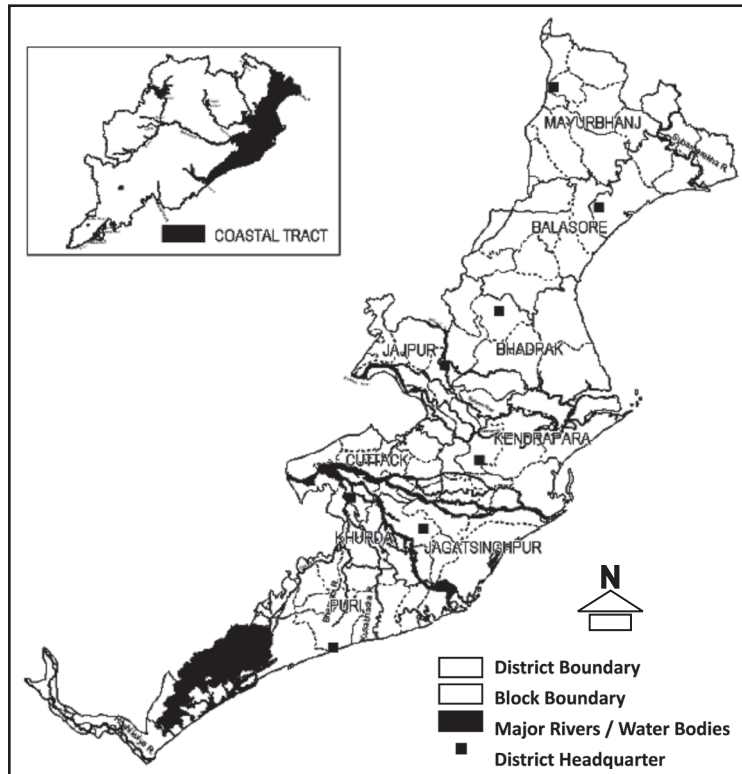 COASTAL TRACT
MAYURBHANJ
Subarnarekha R.
BALASORE
JAJPUR
BHADRAK
KENDRAPARA
CUTTACK
KHURDA
JAGATSINGHPUR
PURI
N
District Boundary
Block Boundary
Major Rivers / Water Bodies
District Headquarter